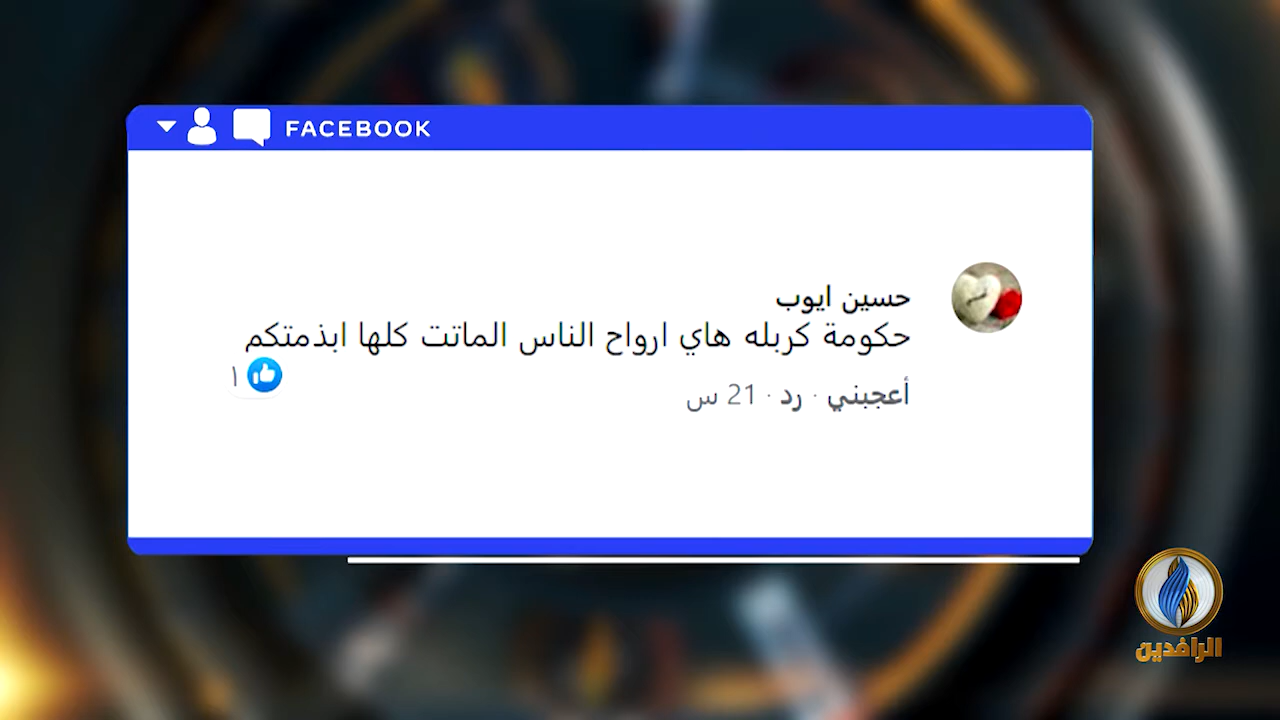 FACEBOOK
حسين ايوب
حكومة كربله هاي ارواح الناس الماتت كلها ابذمتكم
أعجبني · رد · 21 س
١
الرافدين